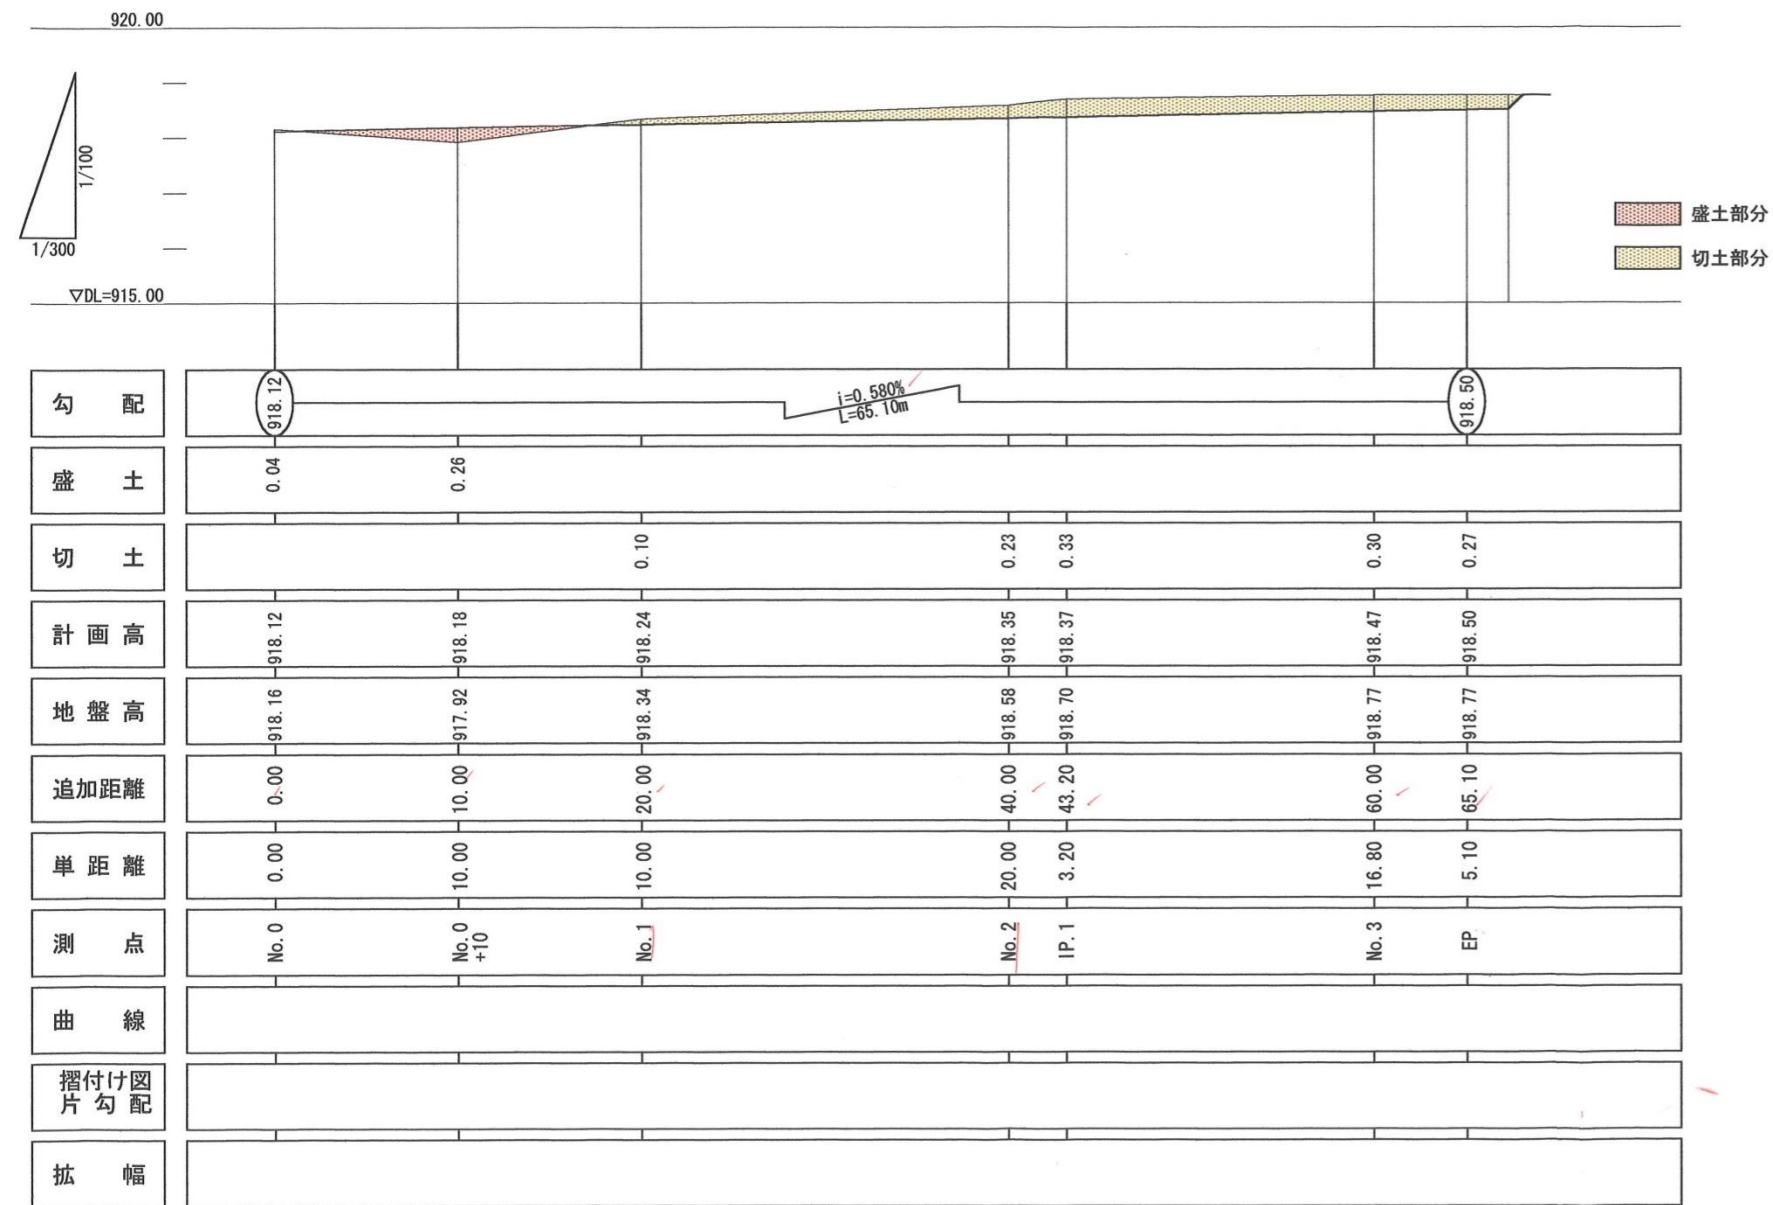 920.00
1/100
1/300
▽DL=915.00
盛土部分
切土部分
勾 配
918.12
i=0.580%
L=65.10m
918.50
盛 土
0.04
0.26
切 土
0.10
0.23
0.33
0.30
0.27
計 画 高
918.12
918.18
918.24
918.35
918.37
918.47
918.50
地 盤 高
918.16
917.92
918.34
918.58
918.70
918.77
918.77
追加距離
0.00
10.00
20.00
40.00
43.20
60.00
65.10
単 距 離
0.00
10.00
10.00
20.00
3.20
16.80
5.10
測 点
No.0
No.0
+10
No.1
No.2
IP.1
No.3
EP
曲 線
摺付け図
片 勾 配
拡 幅